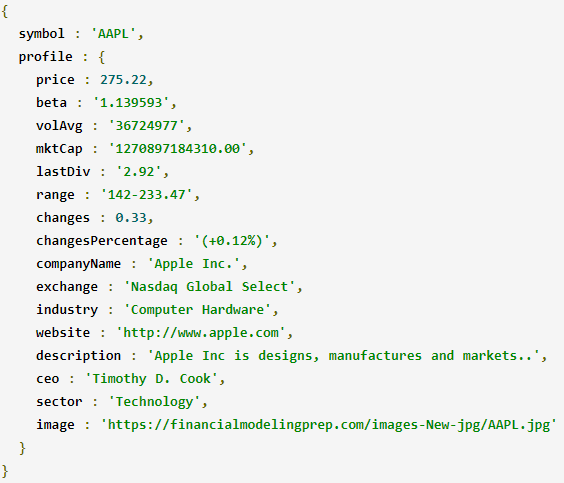 {
  symbol : 'AAPL',
  profile : {
    price : 275.22,
    beta : '1.139593',
    volAvg : '36724977',
    mktCap : '1270897184310.00',
    lastDiv : '2.92',
    range : '142-233.47',
    changes : 0.33,
    changesPercentage : '(+0.12%)',
    companyName : 'Apple Inc.',
    exchange : 'Nasdaq Global Select',
    industry : 'Computer Hardware',
    website : 'http://www.apple.com',
    description : 'Apple Inc is designs, manufactures and markets..',
    ceo : 'Timothy D. Cook',
    sector : 'Technology',
    image : 'https://financialmodelingprep.com/images-New-jpg/AAPL.jpg'
  }
}